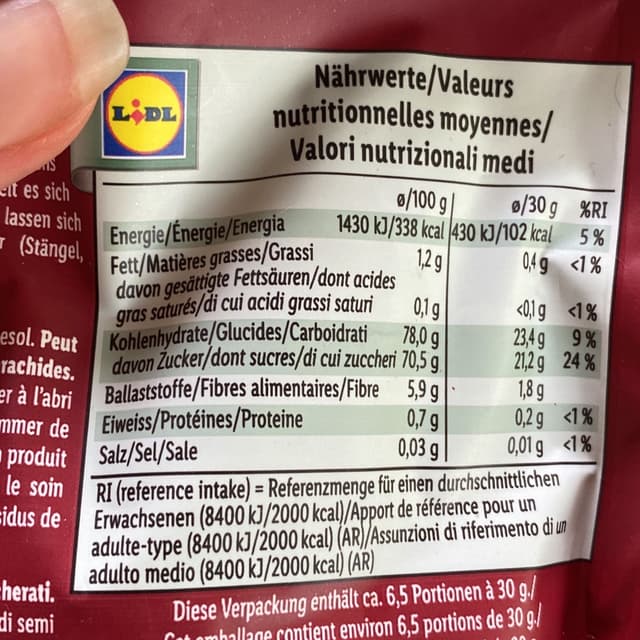 LIDL
Nährwerte/Valeurs
nutritionnelles moyennes/
Valori nutrizionali medi
ø/100 g ø/30 g %RI
Energie/Énergie/Energia 1430 kJ/338 kcal 430 kJ/102 kcal 5 %
Fett/Matières grasses/Grassi 1,2 g 0,4 g <1 %
davon gesättigte Fettsäuren/dont acides
gras saturés/di cui acidi grassi saturi 0,1 g <0,1 g <1 %
Kohlenhydrate/Glucides/Carboidrati 78,0 g 23,4 g 9 %
davon Zucker/dont sucres/di cui zuccheri 70,5 g 21,2 g 24 %
Ballaststoffe/Fibres alimentaires/Fibre 5,9 g 1,8 g
Eiweiss/Protéines/Proteine 0,7 g 0,2 g <1 %
Salz/Sel/Sale 0,03 g 0,01 g <1 %
RI (reference intake) = Referenzmenge für einen durchschnittlichen
Erwachsenen (8400 kJ/2000 kcal)/Apport de référence pour un
adulte-type (8400 kJ/2000 kcal) (AR)/Assunzioni di riferimento di un
adulto medio (8400 kJ/2000 kcal) (AR)
Diese Verpackung enthält ca. 6,5 Portionen à 30 g./
emballage contient environ 6,5 portions de 30 g./
es sich
lassen sich
(Stängel,
esol. Peut
rachides.
er à l'abri
mmer de
produit
le soin
sidus de
cherati.
di semi